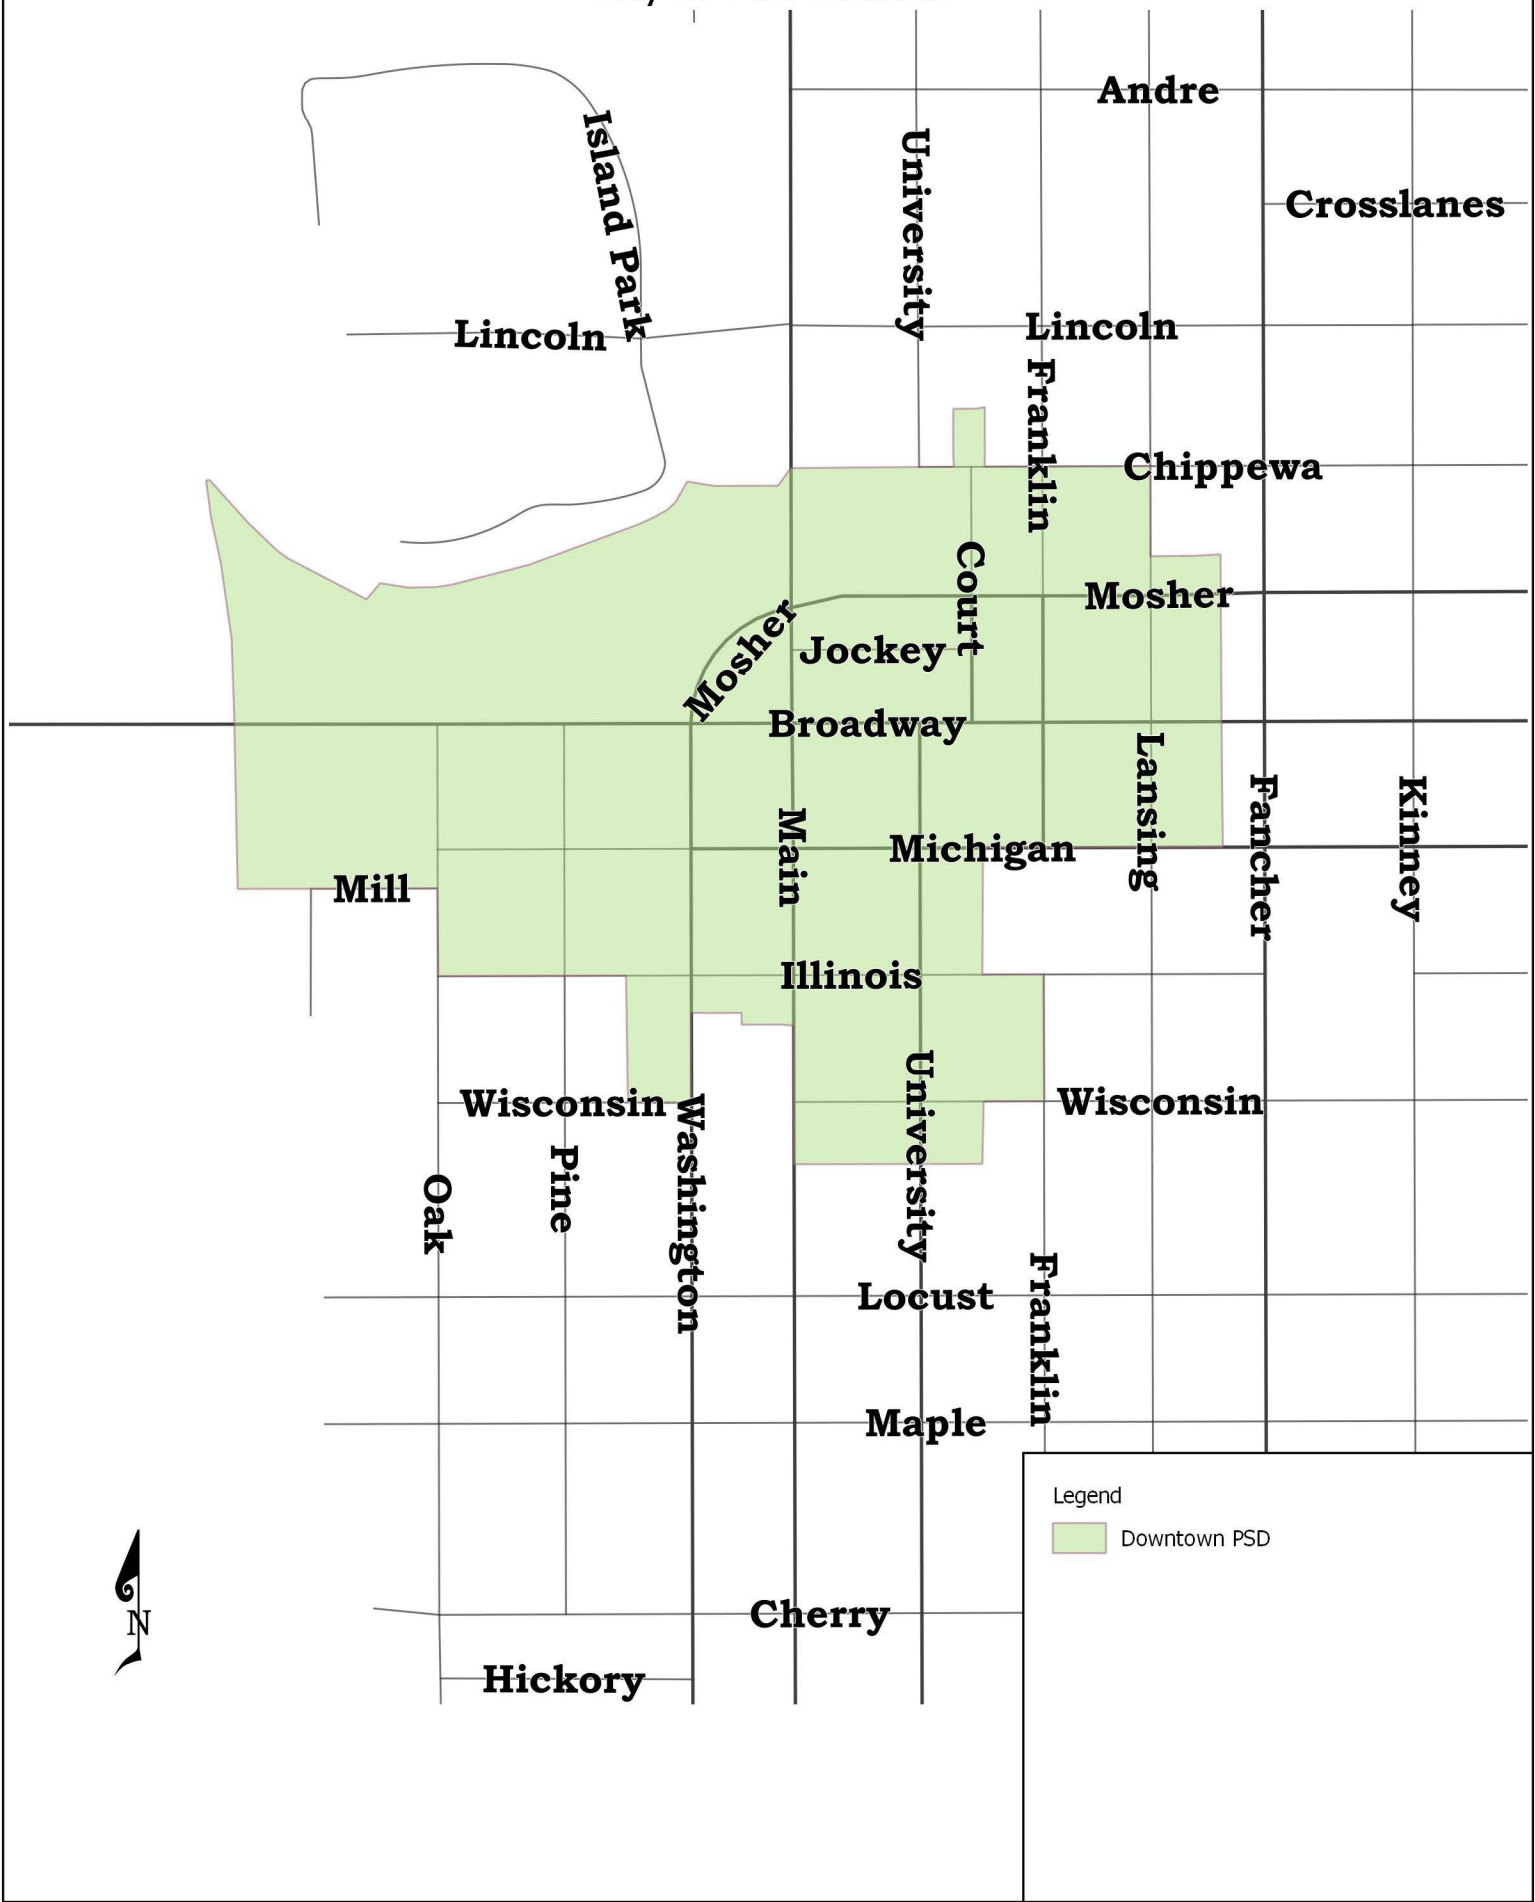 Andre
Island Park
University
Crosslanes
Lincoln
Lincoln
Franklin
Chippewa
Court
Mosher
Mosher
Jockey
Broadway
Lansing
Fancher
Kinney
Main
Michigan
Mill
Illinois
University
Wisconsin
Wisconsin
Washington
Pine
Oak
Franklin
Locust
Maple
Legend
Downtown PSD
N
Cherry
Hickory